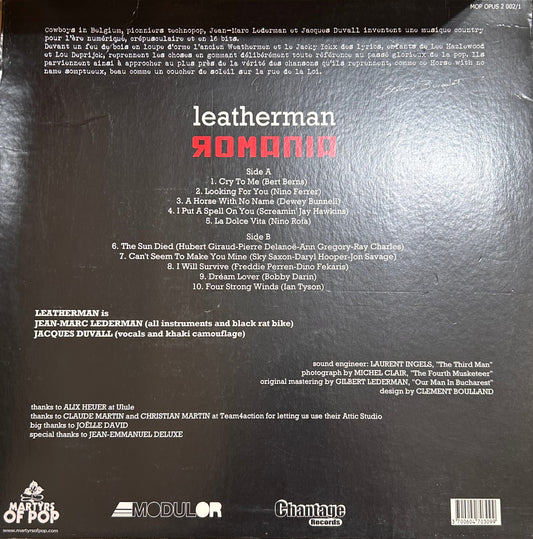 MOP OPUS 2 002/1
Cowboys in Belgium, pionniers technopop, Jean-Marc Lederman et Jacques Duvall inventent une musique country
pour l'ère numérique, crépusculaire et en 16 bits.
Devant un feu de bois en loupe d'orme l'ancien Weathermen et le Jacky Ickx des lyrics, enfants de Lee Hazlewood
et Lou Deprijck, rechargent en gommant délibérément toute référence au passé glorieux de la pop. Ils
parviennent ainsi à approcher au plus près de la vérité des chansons qu'ils reprennent, comme ce Horse with no
name somptueux, beau comme un coucher de soleil sur la rue de la Loi.
leatherman
ЯOMANIA
Side A
1. Cry To Me (Bert Berns)
2. Looking For You (Nino Ferrer)
3. A Horse With No Name (Dewey Bunnell)
4. I Put A Spell On You (Screamin' Jay Hawkins)
5. La Dolce Vita (Nino Rota)
Side B
6. The Sun Died (Hubert Giraud-Pierre Delanoë-Ann Gregory-Ray Charles)
7. Can't Seem To Make You Mine (Sky Saxon-Daryl Hooper-Jon Savage)
8. I Will Survive (Freddie Perren-Dino Fekaris)
9. Dream Lover (Bobby Darin)
10. Four Strong Winds (Ian Tyson)
LEATHERMAN is
JEAN-MARC LEDERMAN (all instruments and black rat bike)
JACQUES DUVALL (vocals and khaki camouflage)
sound engineer: LAURENT INGELS, "The Third Man"
photograph by MICHEL CLAIR, "The Fourth Musketeer"
original mastering by GILBERT LEDERMAN, "Our Man In Bucharest"
design by CLEMENT BOULLAND
thanks to ALIX HEUER at Ulule
thanks to CLAUDE MARTIN and CHRISTIAN MARTIN at Team4action for letting us use their Attic Studio
big thanks to JOËLLE DAVID
special thanks to JEAN-EMMANUEL DELUXE
MARTYRS
OF POP
www.martyrsofpop.com
MODULOR
Chantage
Records
3700604703099